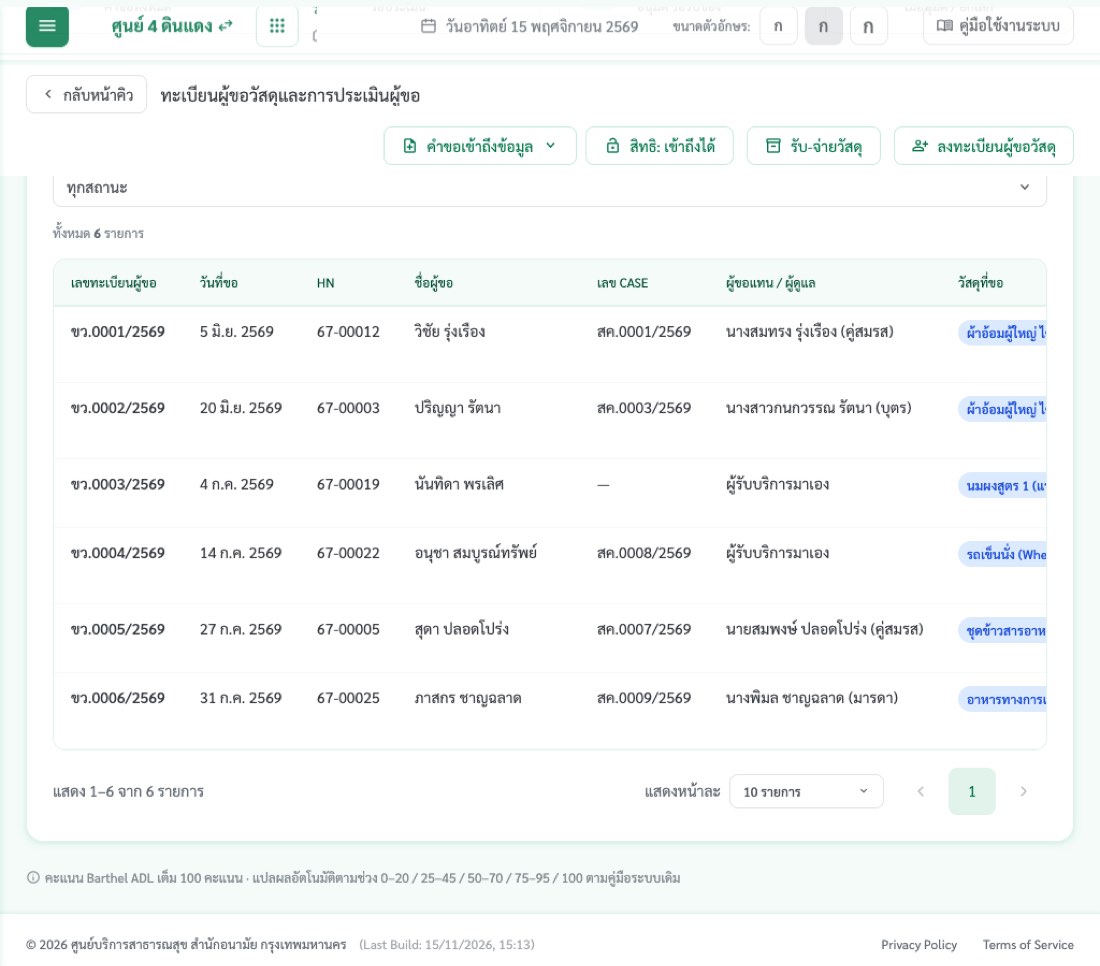 ศูนย์ 4 ดินแดง
วันอาทิตย์ 15 พฤศจิกายน 2569
ขนาดตัวอักษร: ก ก ก
คู่มือใช้งานระบบ
กลับหน้าคิว
ทะเบียนผู้ขอวัสดุและการประเมินผู้ขอ
คำขอเข้าถึงข้อมูล
สิทธิ: เข้าถึงได้
รับ-จ่ายวัสดุ
ลงทะเบียนผู้ขอวัสดุ
ทุกสถานะ
ทั้งหมด 6 รายการ
เลขทะเบียนผู้ขอ วันที่ขอ HN ชื่อผู้ขอ เลข CASE ผู้ขอแทน / ผู้ดูแล วัสดุที่ขอ
ขว.0001/2569 5 มิ.ย. 2569 67-00012 วิชัย รุ่งเรือง สค.0001/2569 นางสมทรง รุ่งเรือง (คู่สมรส) ผ้าอ้อมผู้ใหญ่
ขว.0002/2569 20 มิ.ย. 2569 67-00003 ปริญญา รัตนา สค.0003/2569 นางสาวกนกวรรณ รัตนา (บุตร) ผ้าอ้อมผู้ใหญ่
ขว.0003/2569 4 ก.ค. 2569 67-00019 นันทิดา พรเลิศ — ผู้รับบริการมาเอง นมผงสูตร 1
ขว.0004/2569 14 ก.ค. 2569 67-00022 อนุชา สมบูรณ์ทรัพย์ สค.0008/2569 ผู้รับบริการมาเอง รถเข็นนั่ง (Whe
ขว.0005/2569 27 ก.ค. 2569 67-00005 สุดา ปลอดโปร่ง สค.0007/2569 นายสมพงษ์ ปลอดโปร่ง (คู่สมรส) ชุดข้าวสารอาห
ขว.0006/2569 31 ก.ค. 2569 67-00025 ภาสกร ชาญฉลาด สค.0009/2569 นางพิมล ชาญฉลาด (มารดา) อาหารทางการ
แสดง 1–6 จาก 6 รายการ
แสดงหน้าละ 10 รายการ 1
คะแนน Barthel ADL เต็ม 100 คะแนน · แปลผลอัตโนมัติตามช่วง 0–20 / 25–45 / 50–70 / 75–95 / 100 ตามคู่มือระบบเดิม
© 2026 ศูนย์บริการสาธารณสุข สำนักอนามัย กรุงเทพมหานคร (Last Build: 15/11/2026, 15:13)
Privacy Policy Terms of Service